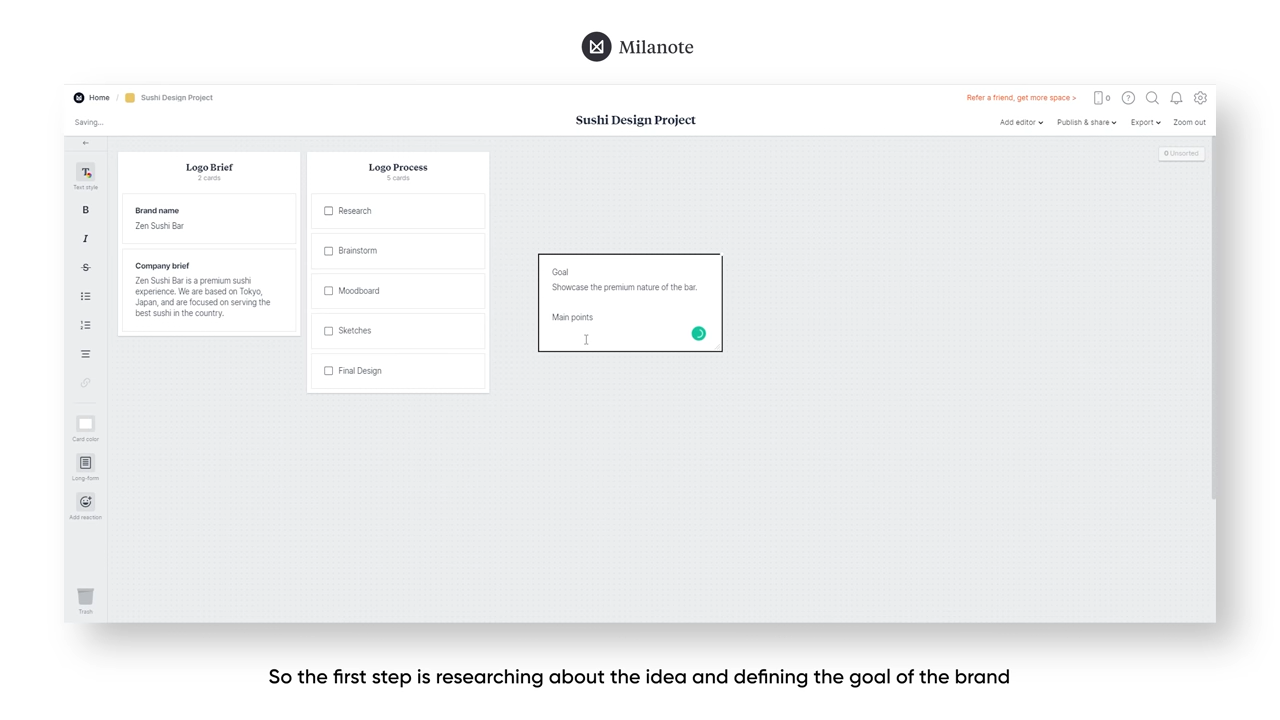 Milanote
Home / Sushi Design Project
Refer a friend, get more space >
0
Saving...
Sushi Design Project
Add editor
Publish & share
Export
Zoom out
0 Unsorted
T
Text style
B
I
S
Card color
Long-form
Add reaction
Trash
Logo Brief
2 cards
Brand name
Zen Sushi Bar
Company brief
Zen Sushi Bar is a premium sushi
experience. We are based on Tokyo,
Japan, and are focused on serving the
best sushi in the country.
Logo Process
5 cards
Research
Brainstorm
Moodboard
Sketches
Final Design
Goal
Showcase the premium nature of the bar.
Main points
So the first step is researching about the idea and defining the goal of the brand